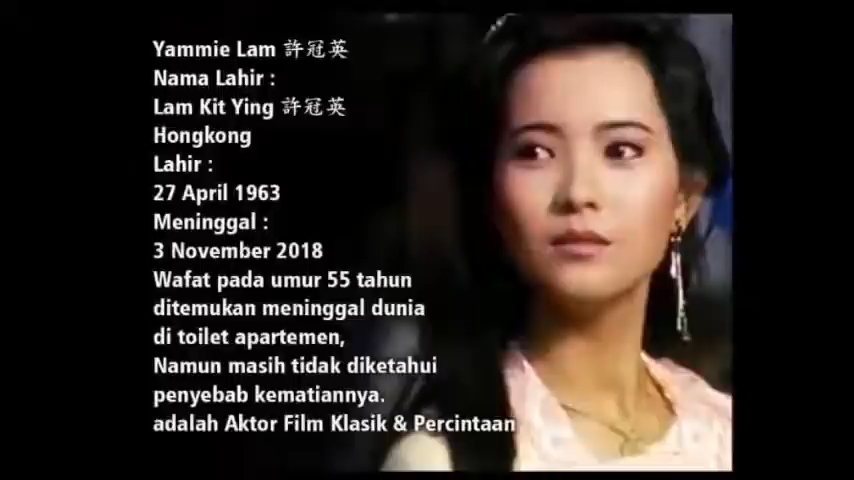 Yammie Lam 許冠英
Nama Lahir :
Lam Kit Ying 許冠英
Hongkong
Lahir :
27 April 1963
Meninggal :
3 November 2018
Wafat pada umur 55 tahun
ditemukan meninggal dunia
di toilet apartemen,
Namun masih tidak diketahui
penyebab kematiannya.
adalah Aktor Film Klasik & Percintaan